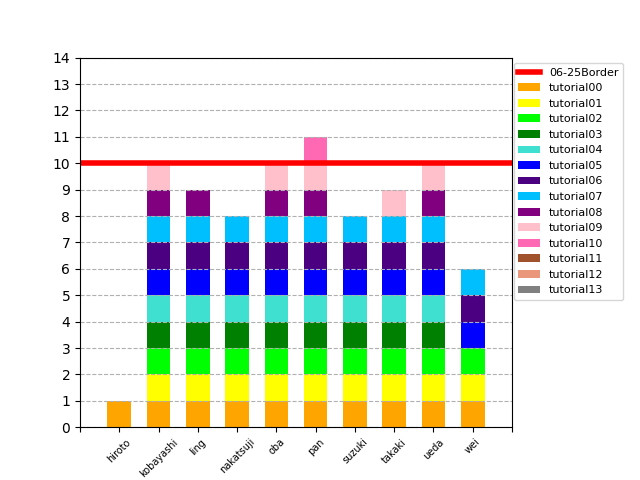 14
13
12
11
10
9
8
7
6
5
4
3
2
1
0
hiroto
kobayashi
ling
nakatsuji
oba
pan
suzuki
takaki
ueda
wei
06-25Border
tutorial00
tutorial01
tutorial02
tutorial03
tutorial04
tutorial05
tutorial06
tutorial07
tutorial08
tutorial09
tutorial10
tutorial11
tutorial12
tutorial13